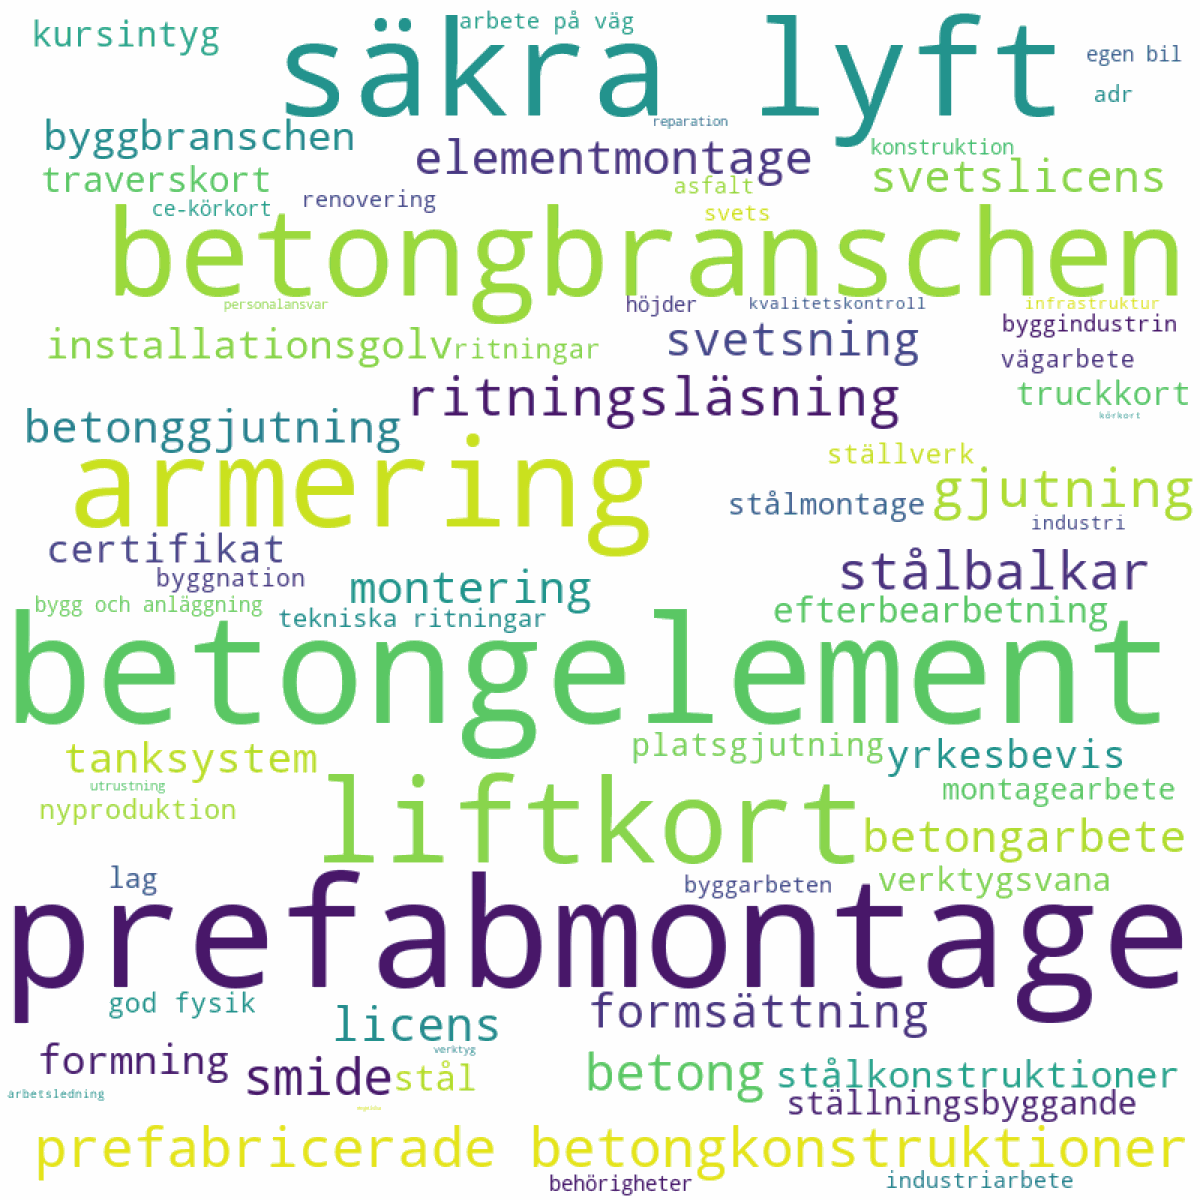 kursintyg
arbete på väg
säkra lyft
egen bil
adr
reparation
byggbranschen
elementmontage
konstruktion
traverskort
svetslicens
asfalt
renovering
ce-körkort
svets
betongbranschen
personalansvar
höjder
kvalitetskontroll
infrastruktur
byggindustrin
installationsgolv
ritningar
svetsning
vägarbete
ritningsläsning
truckkort
körkort
betonggjutning
armering
ställverk
gjutning
stålmontage
industri
certifikat
byggnation
montering
stålbalkar
bygg och anläggning
tekniska ritningar
efterbearbetning
betongelement
tanksystem
platsgjutning
yrkesbevis
utrustning
montagearbete
nyproduktion
liftkort
betongarbete
lag
byggarbeten
verktygsvana
prefabmontage
god fysik
licens
formsättning
verktyg
formning
smide
stål
betong
stålkonstruktioner
arbetsledning
ställningsbyggande
prefabricerade betongkonstruktioner
behörigheter
industriarbete